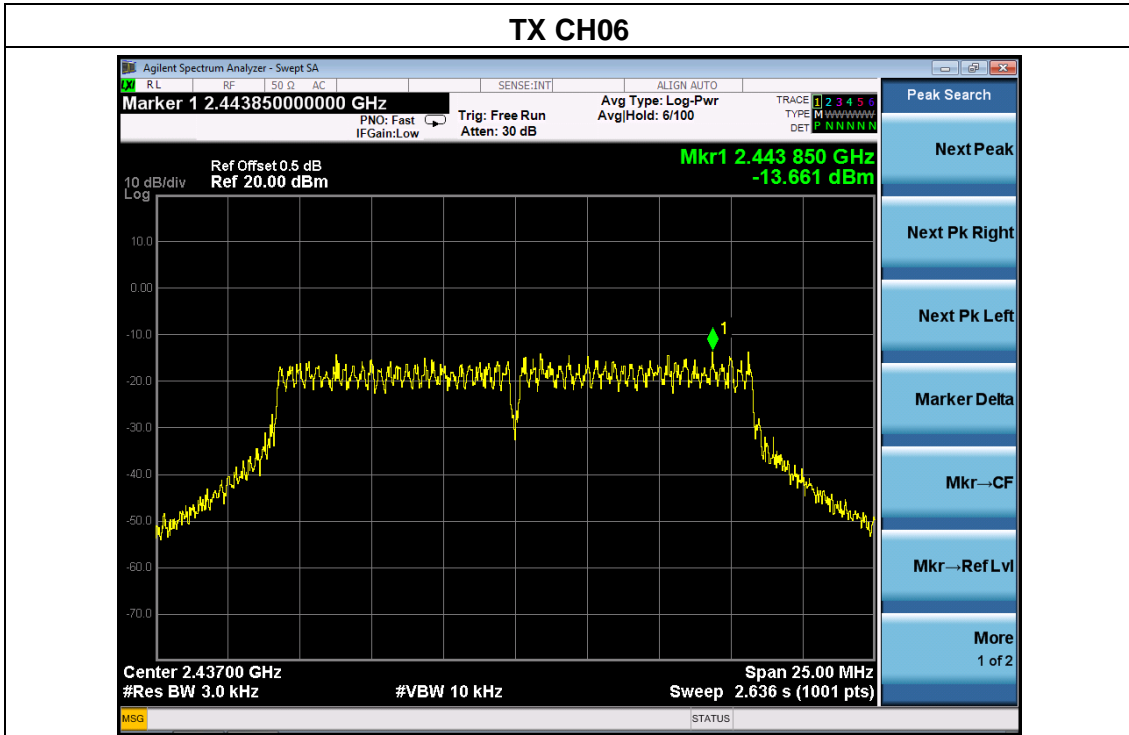 TX CH06
Agilent Spectrum Analyzer - Swept SA
LXI RL RF 50 Ω AC SENSE:INT ALIGN AUTO
Marker 1 2.443850000000 GHz
PNO: Fast
IFGain:Low
Trig: Free Run
Atten: 30 dB
Avg Type: Log-Pwr
Avg|Hold: 6/100
TRACE 1 2 3 4 5 6
TYPE M WWWWW
DET P N N N N N
Peak Search
Mkr1 2.443 850 GHz
-13.661 dBm
Ref Offset 0.5 dB
10 dB/div Ref 20.00 dBm
Log
10.0
0.00
-10.0
-20.0
-30.0
-40.0
-50.0
-60.0
-70.0
1
Center 2.43700 GHz Span 25.00 MHz
#Res BW 3.0 kHz #VBW 10 kHz Sweep 2.636 s (1001 pts)
Next Peak
Next Pk Right
Next Pk Left
Marker Delta
Mkr→CF
Mkr→Ref Lvl
More
1 of 2
MSG STATUS